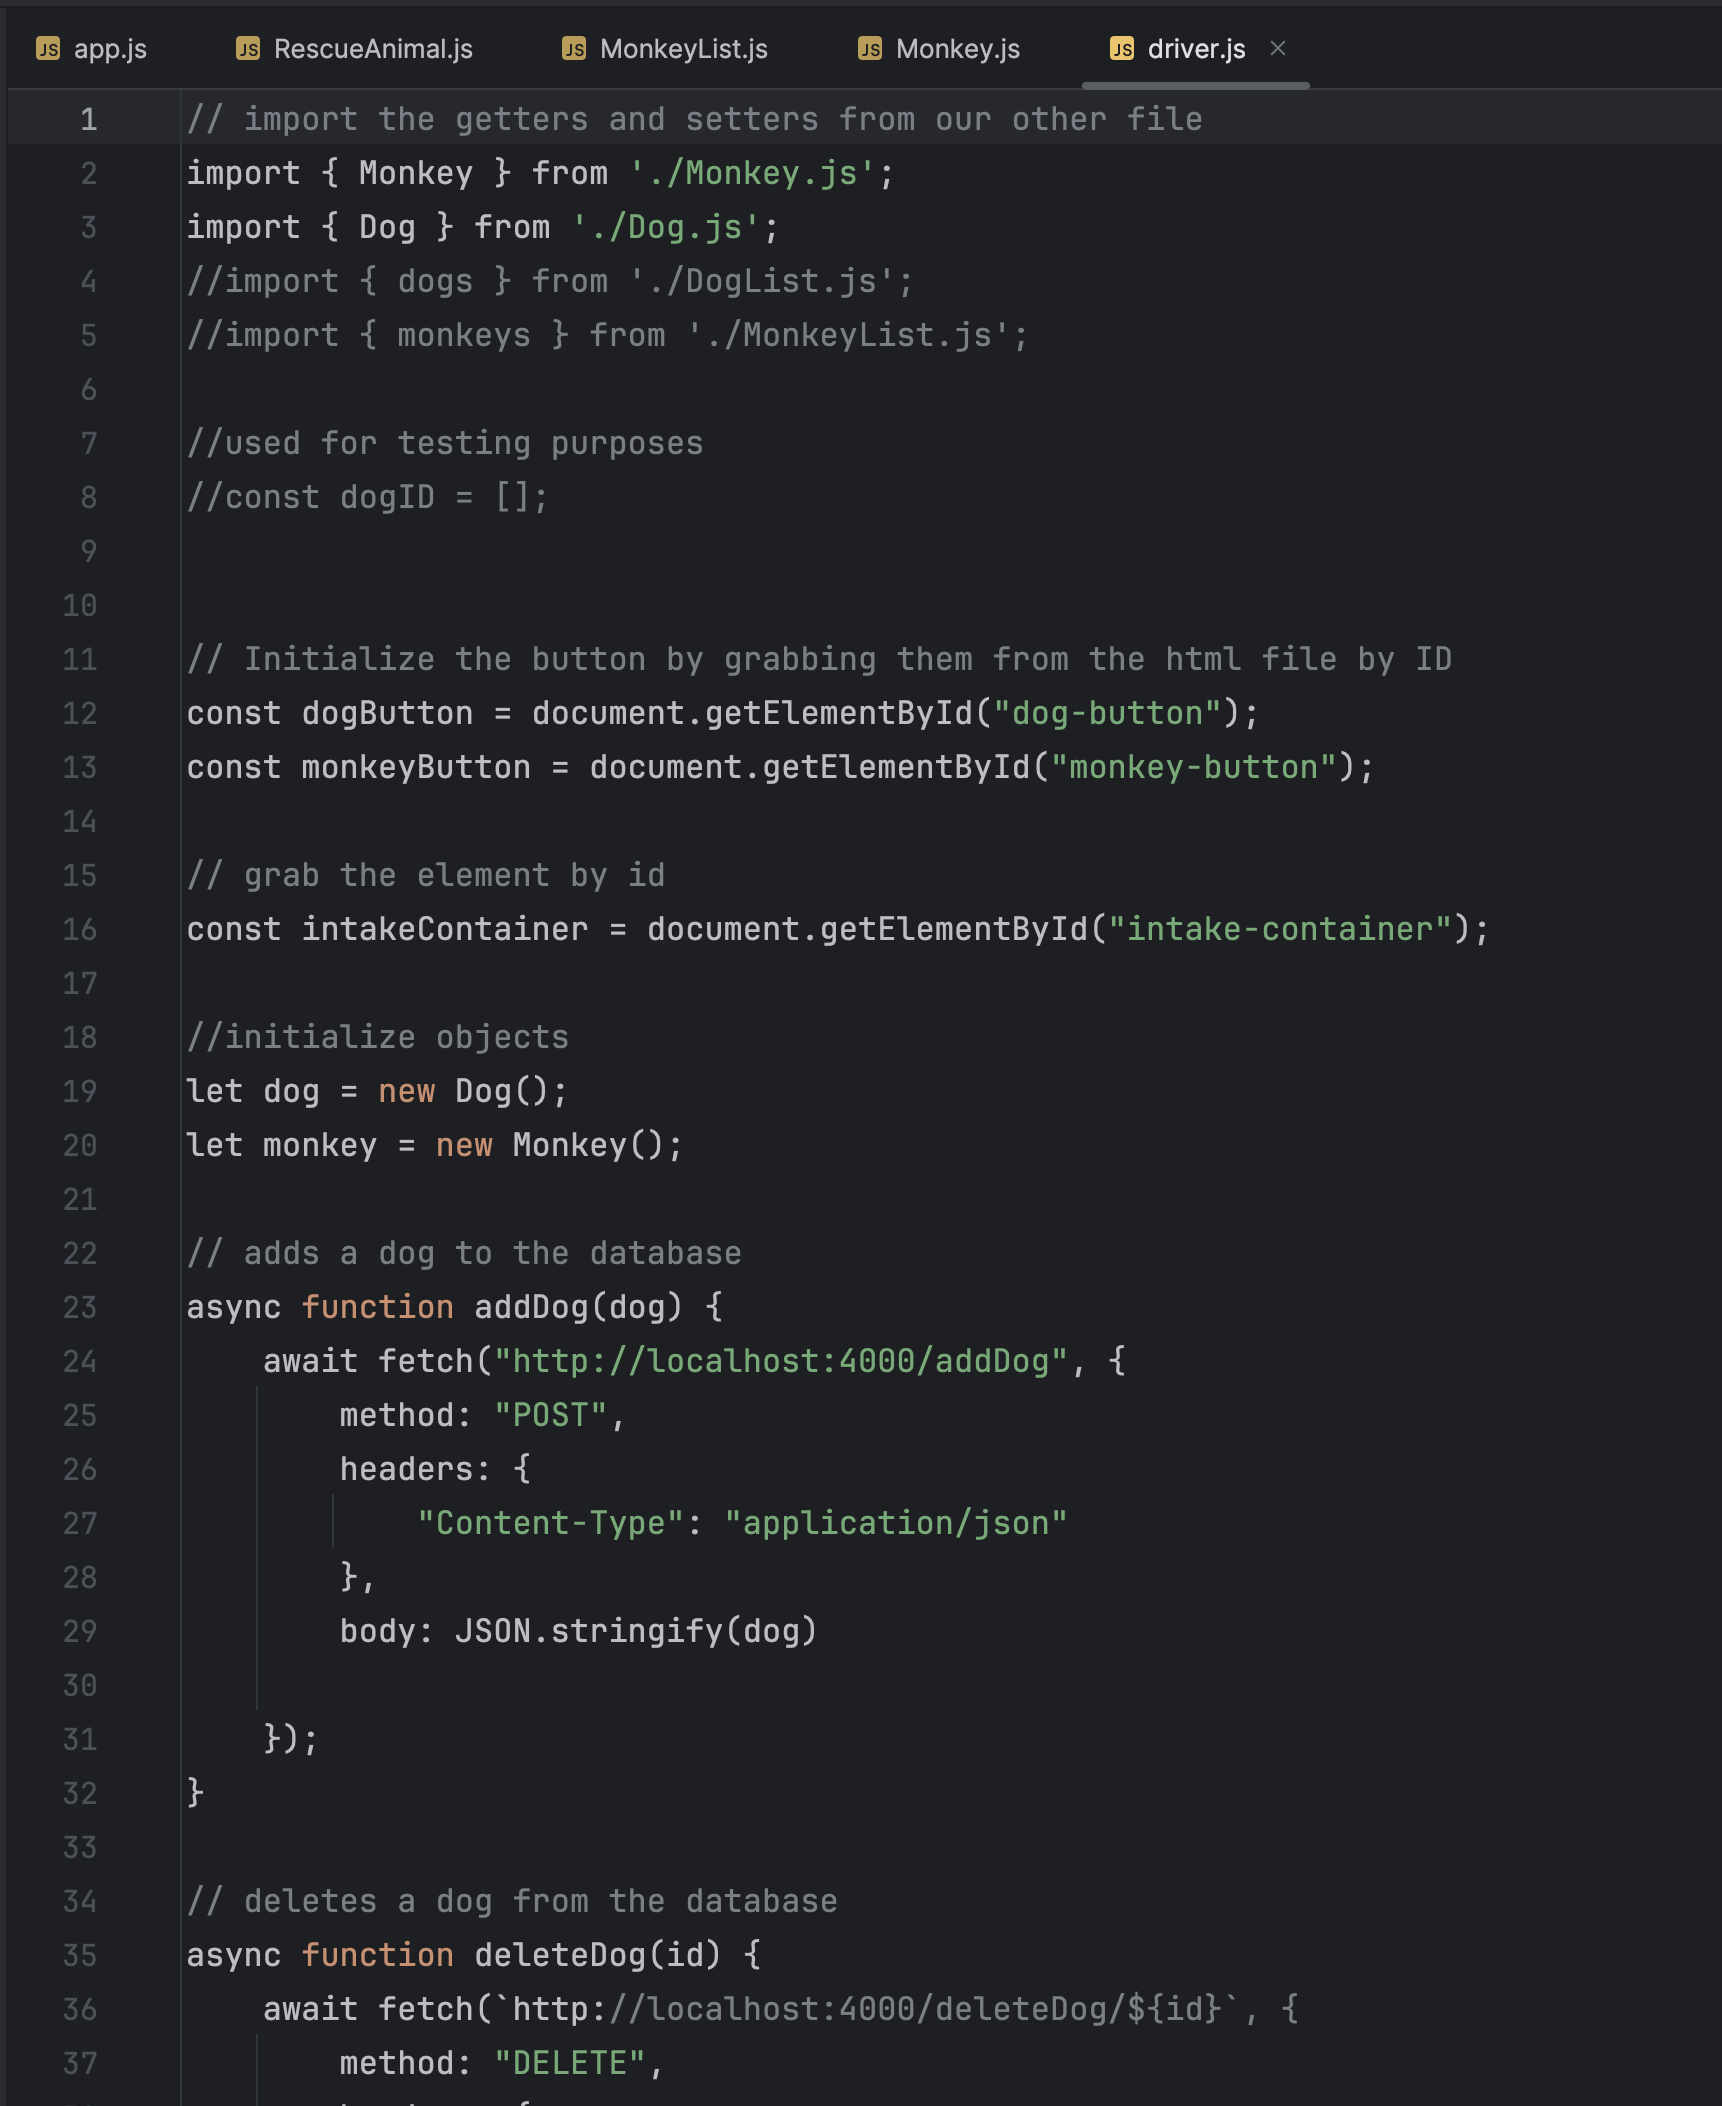 JS app.js JS RescueAnimal.js JS MonkeyList.js JS Monkey.js JS driver.js ×
1 // import the getters and setters from our other file
2 import { Monkey } from './Monkey.js';
3 import { Dog } from './Dog.js';
4 //import { dogs } from './DogList.js';
5 //import { monkeys } from './MonkeyList.js';
6
7 //used for testing purposes
8 //const dogID = [];
9
10
11 // Initialize the button by grabbing them from the html file by ID
12 const dogButton = document.getElementById("dog-button");
13 const monkeyButton = document.getElementById("monkey-button");
14
15 // grab the element by id
16 const intakeContainer = document.getElementById("intake-container");
17
18 //initialize objects
19 let dog = new Dog();
20 let monkey = new Monkey();
21
22 // adds a dog to the database
23 async function addDog(dog) {
24     await fetch("http://localhost:4000/addDog", {
25         method: "POST",
26         headers: {
27             "Content-Type": "application/json"
28         },
29         body: JSON.stringify(dog)
30
31     });
32 }
33
34 // deletes a dog from the database
35 async function deleteDog(id) {
36     await fetch(`http://localhost:4000/deleteDog/${id}`, {
37         method: "DELETE",